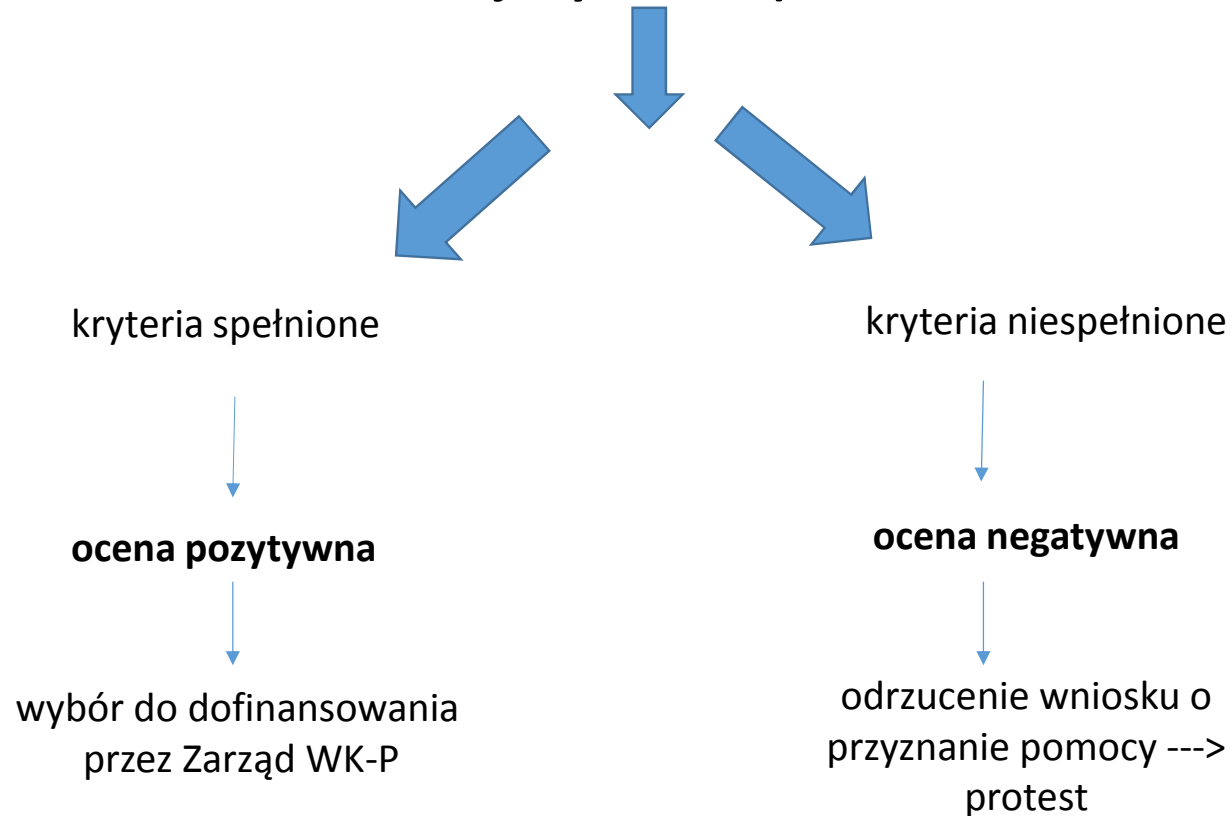 kryteria spełnione
kryteria niespełnione
ocena pozytywna
ocena negatywna
wybór do dofinansowania
przez Zarząd WK-P
odrzucenie wniosku o
przyznanie pomocy --->
protest